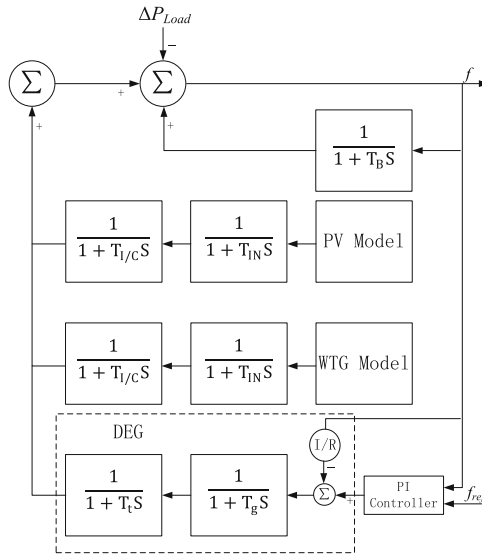 ΔP_Load
−
Σ
+
Σ
f
+
+
1
1 + T_B S
1
1 + T_I/C S
1
1 + T_IN S
PV Model
1
1 + T_I/C S
1
1 + T_IN S
WTG Model
DEG
I/R
−
1
1 + T_t S
1
1 + T_g S
Σ
+
PI
Controller